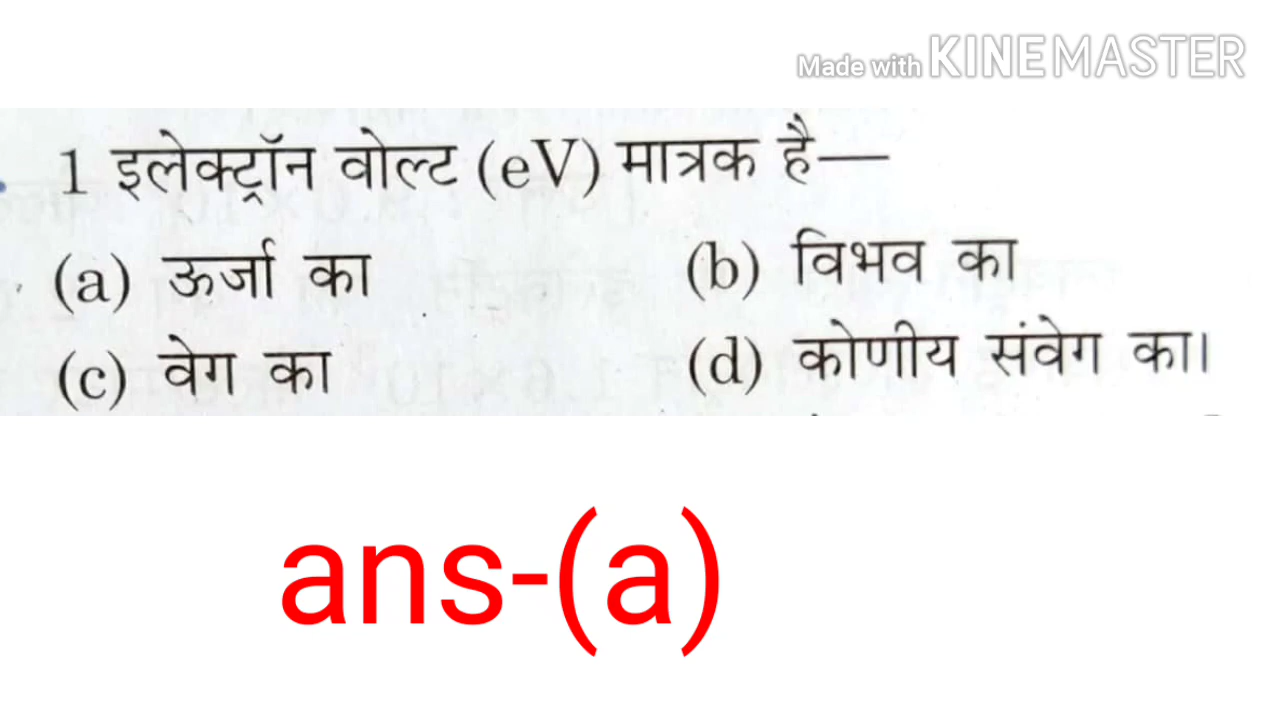 Made with KINEMASTER
1 इलेक्ट्रॉन वोल्ट (eV) मात्रक है—
(a) ऊर्जा का (b) विभव का
(c) वेग का (d) कोणीय संवेग का।
ans-(a)